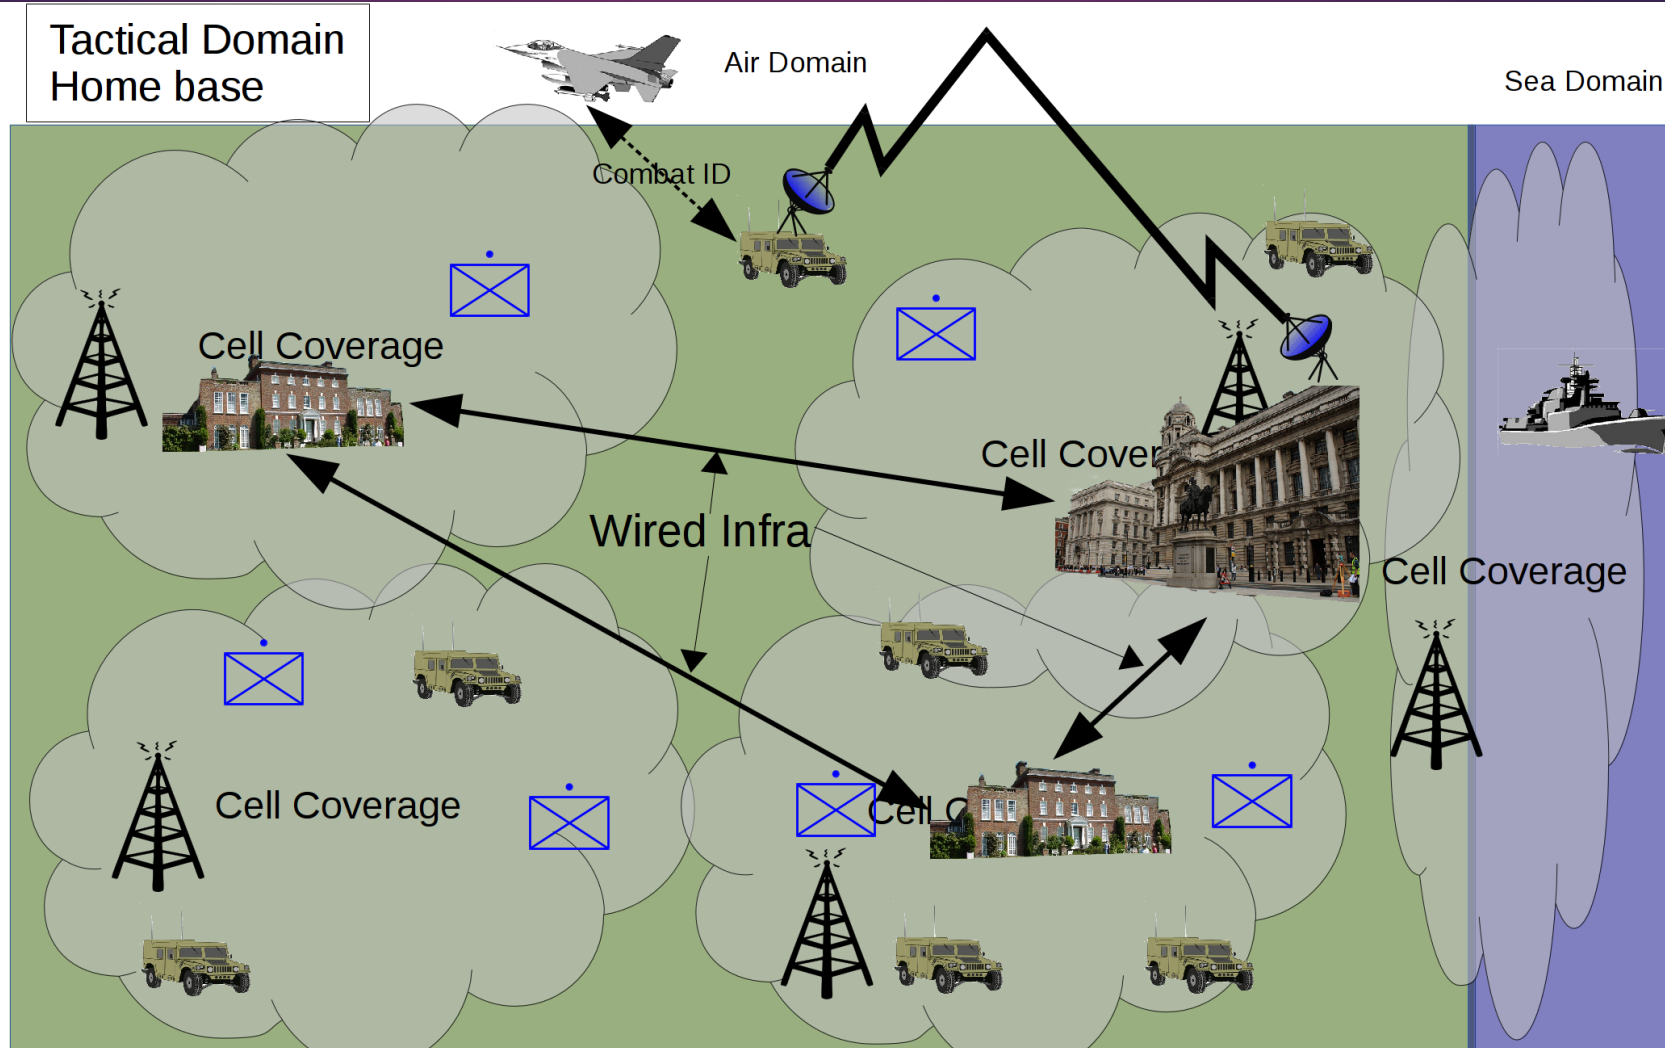 Tactical Domain
Home base
Air Domain
Sea Domain
Combat ID
Cell Coverage
Cell Cover
Wired Infra
Cell Coverage
Cell Coverage
Cell C